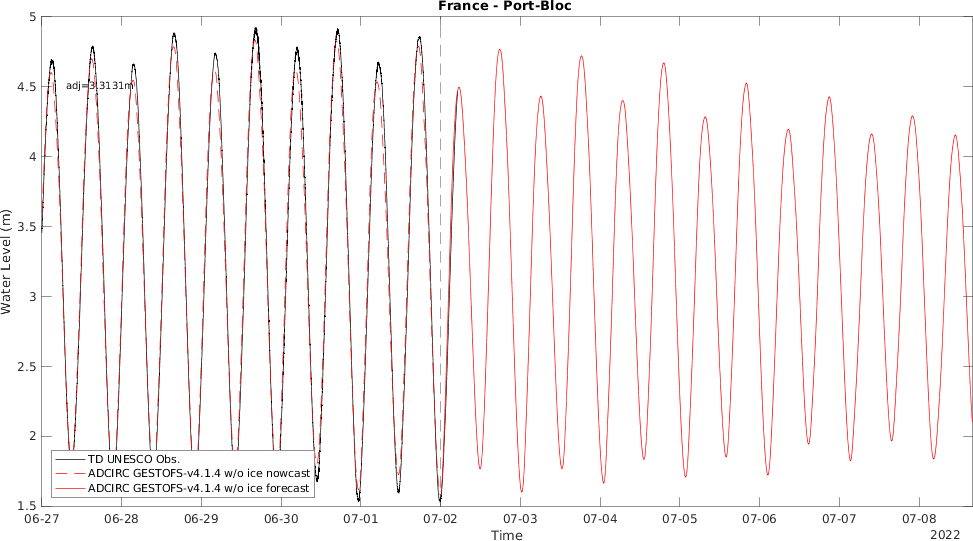 France - Port-Bloc
5
4.5
4
3.5
3
2.5
2
1.5
Water Level (m)
adj=3.3131m
TD UNESCO Obs.
ADCIRC GESTOFS-v4.1.4 w/o ice nowcast
ADCIRC GESTOFS-v4.1.4 w/o ice forecast
06-27 06-28 06-29 06-30 07-01 07-02 07-03 07-04 07-05 07-06 07-07 07-08
Time
2022